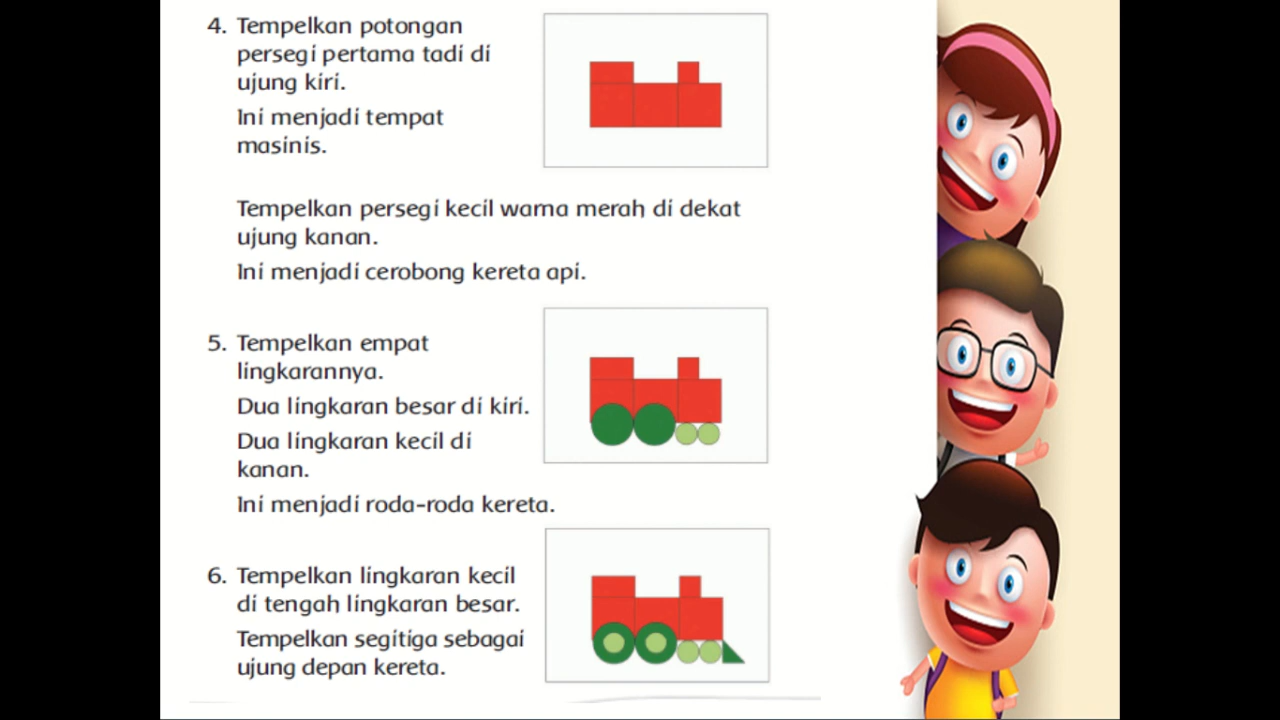 4. Tempelkan potongan
persegi pertama tadi di
ujung kiri.
Ini menjadi tempat
masinis.
Tempelkan persegi kecil warna merah di dekat
ujung kanan.
Ini menjadi cerobong kereta api.
5. Tempelkan empat
lingkarannya.
Dua lingkaran besar di kiri.
Dua lingkaran kecil di
kanan.
Ini menjadi roda-roda kereta.
6. Tempelkan lingkaran kecil
di tengah lingkaran besar.
Tempelkan segitiga sebagai
ujung depan kereta.